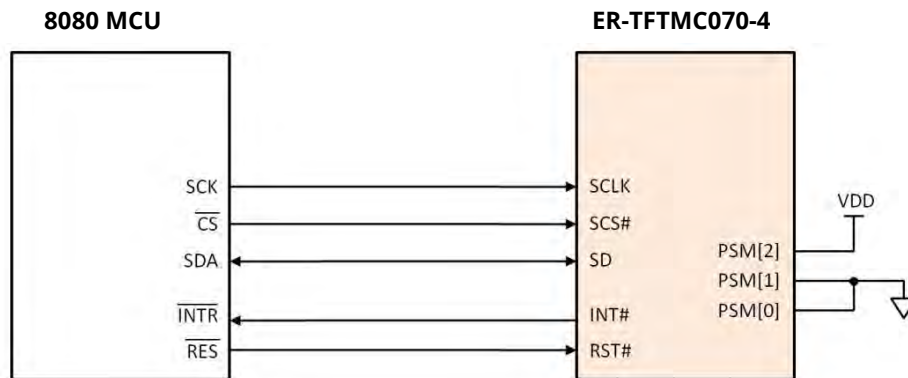 8080 MCU
ER-TFTMC070-4
SCK
SCLK
CS
SCS#
SDA
SD
INTR
INT#
RES
RST#
VDD
PSM[2]
PSM[1]
PSM[0]